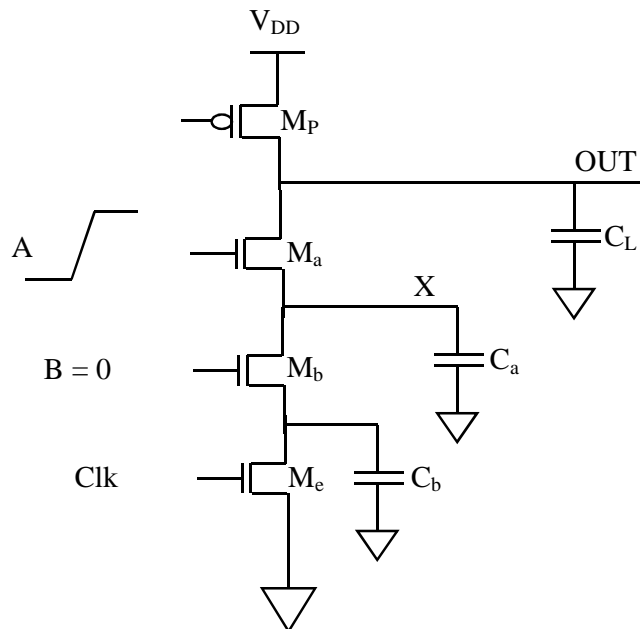 V_DD
M_P
OUT
A
M_a
C_L
X
B = 0
M_b
C_a
Clk
M_e
C_b